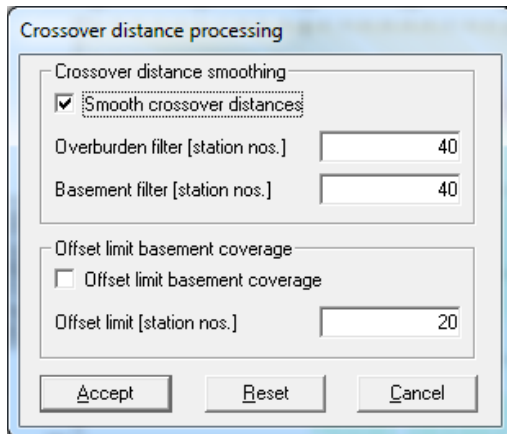 Crossover distance processing
Crossover distance smoothing
Smooth crossover distances
Overburden filter [station nos.] 40
Basement filter [station nos.] 40
Offset limit basement coverage
Offset limit basement coverage
Offset limit [station nos.] 20
Accept Reset Cancel